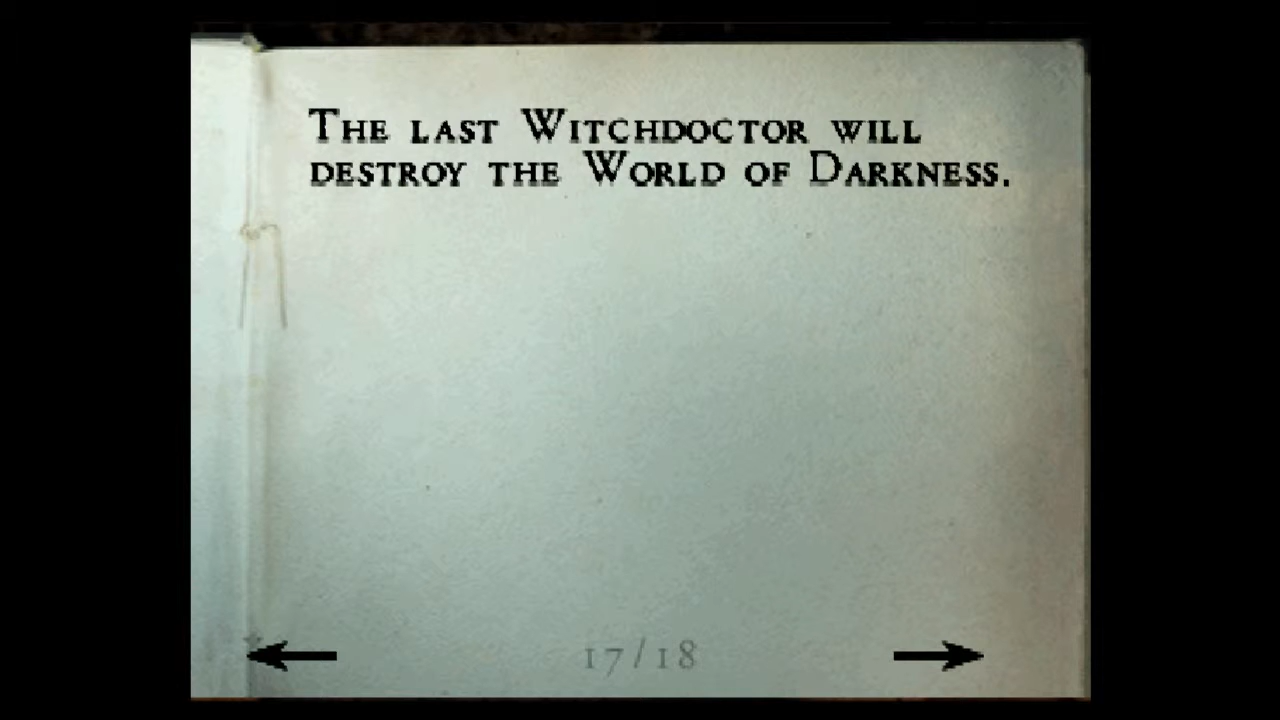 The last Witchdoctor will
destroy the World of Darkness.
17/18